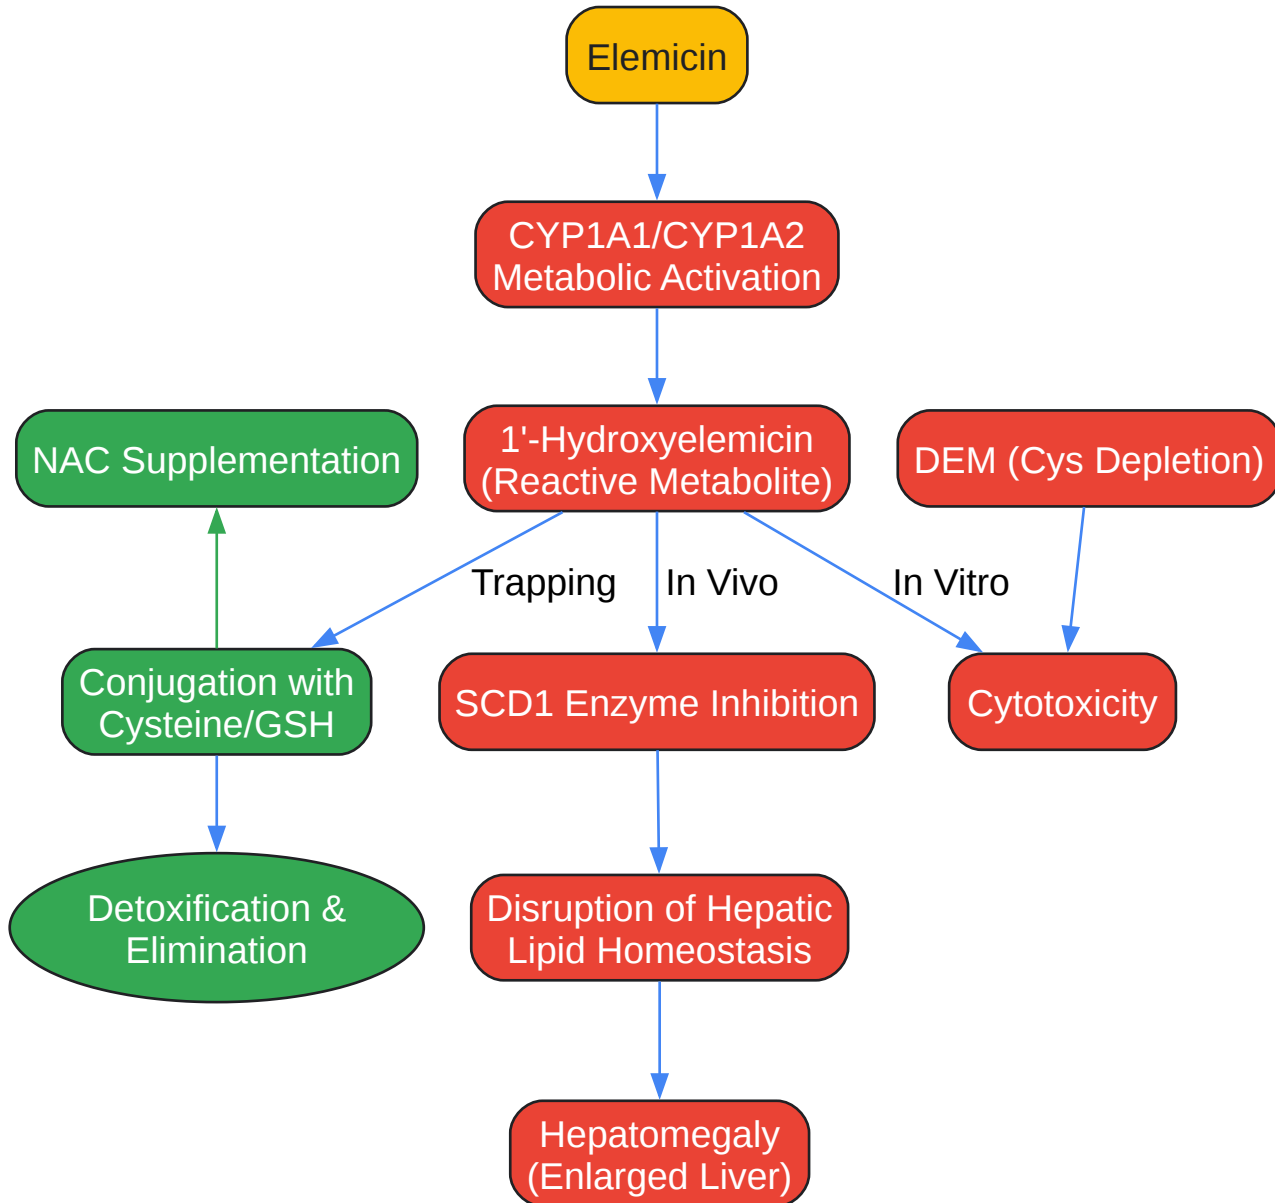 Elemicin
CYP1A1/CYP1A2
Metabolic Activation
NAC Supplementation
1'-Hydroxyelemicin
(Reactive Metabolite)
DEM (Cys Depletion)
Trapping
In Vivo
In Vitro
Conjugation with
Cysteine/GSH
SCD1 Enzyme Inhibition
Cytotoxicity
Detoxification &
Elimination
Disruption of Hepatic
Lipid Homeostasis
Hepatomegaly
(Enlarged Liver)